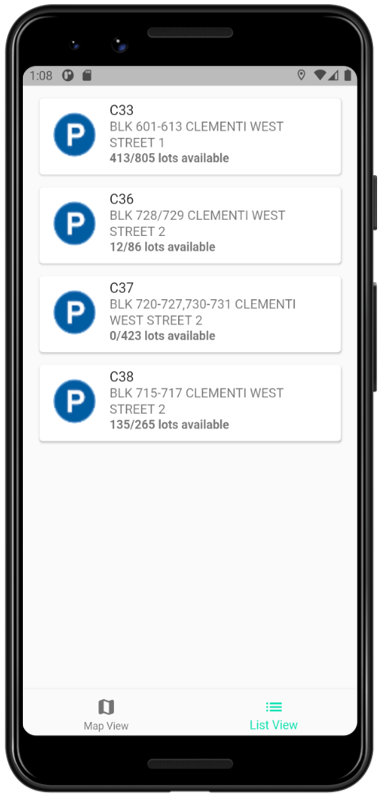 1:08
P
C33
BLK 601-613 CLEMENTI WEST
STREET 1
413/805 lots available
P
C36
BLK 728/729 CLEMENTI WEST
STREET 2
12/86 lots available
P
C37
BLK 720-727,730-731 CLEMENTI
WEST STREET 2
0/423 lots available
P
C38
BLK 715-717 CLEMENTI WEST
STREET 2
135/265 lots available
Map View
List View